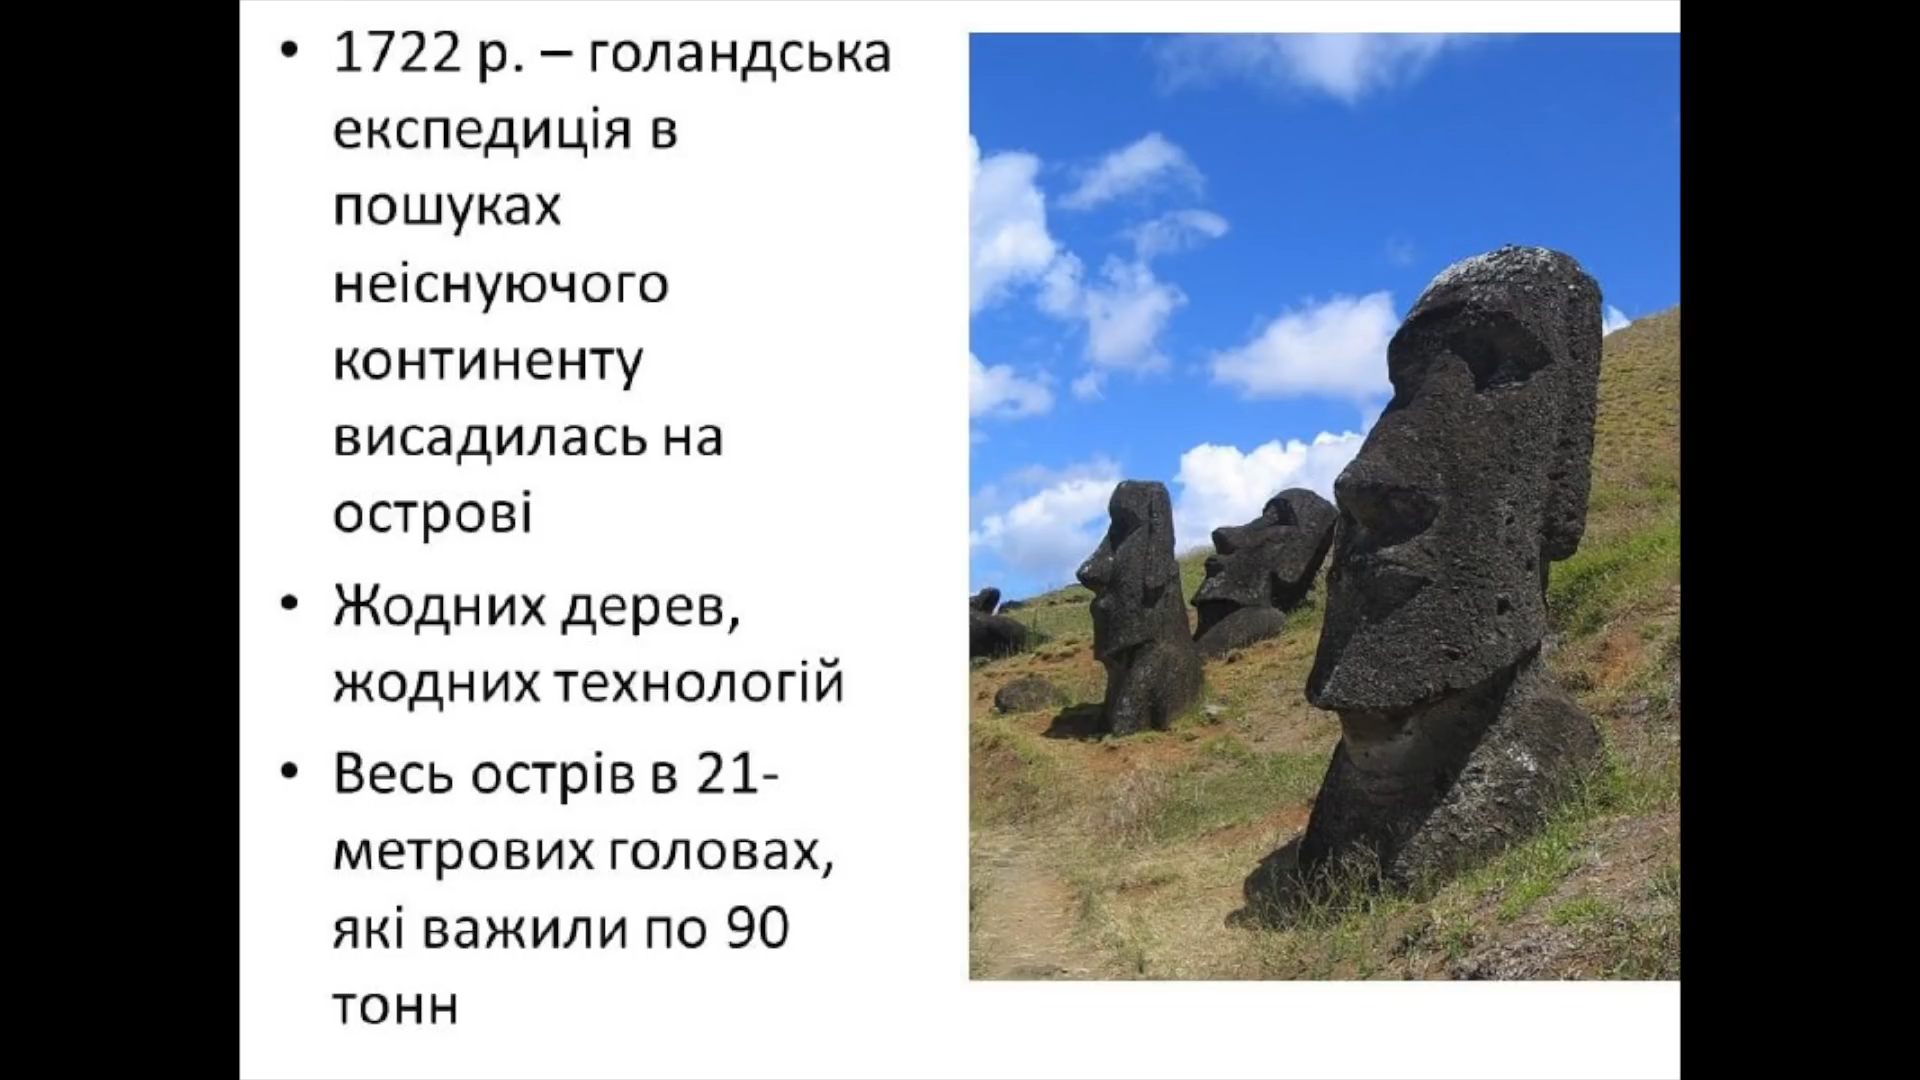 • 1722 р. – голандська
експедиція в
пошуках
неіснуючого
континенту
висадилась на
острові
• Жодних дерев,
жодних технологій
• Весь острів в 21-
метрових головах,
які важили по 90
тонн